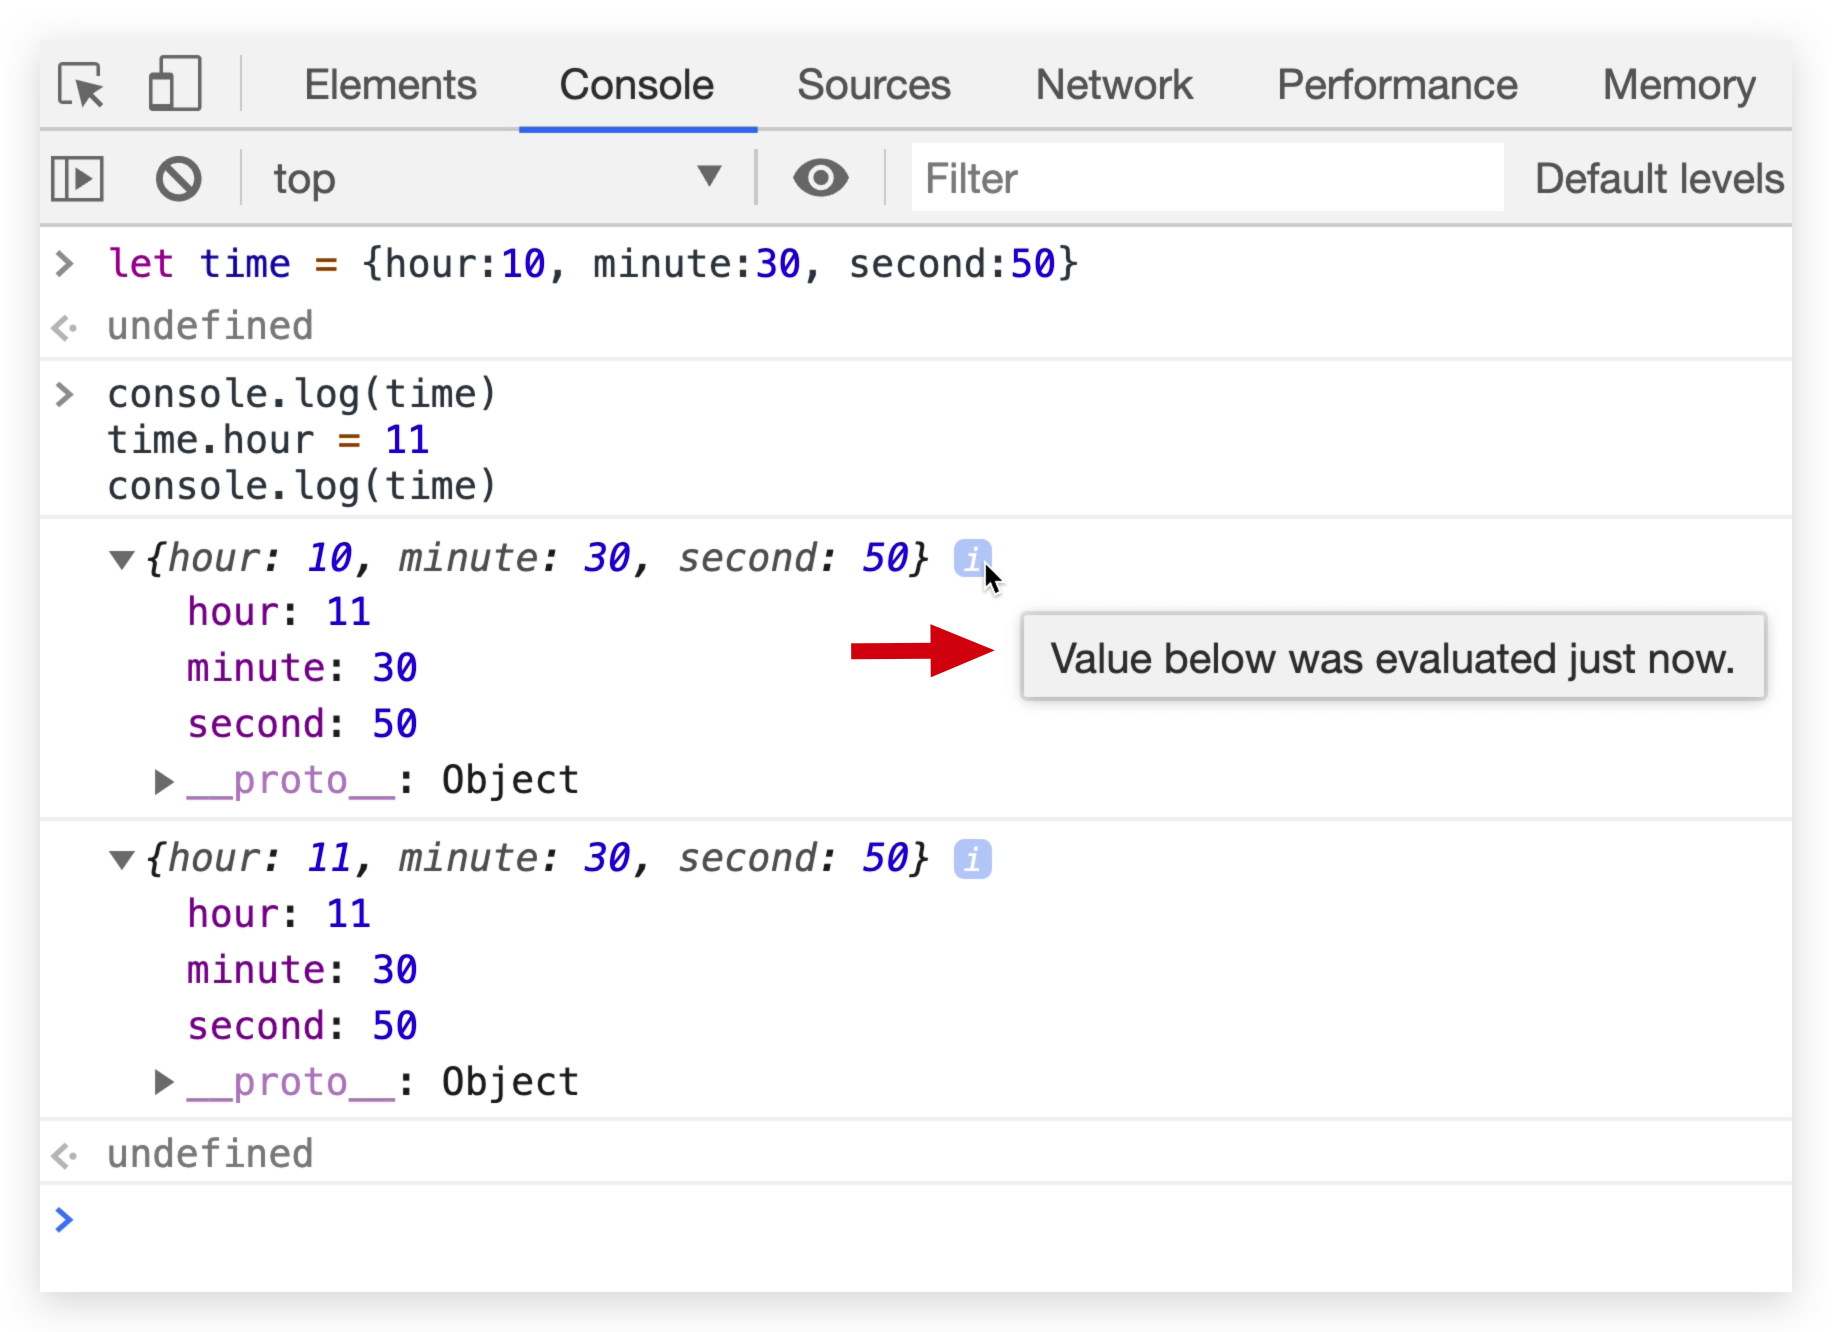 Elements Console Sources Network Performance Memory
top Filter Default levels
let time = {hour:10, minute:30, second:50}
undefined
console.log(time)
time.hour = 11
console.log(time)
{hour: 10, minute: 30, second: 50} i
hour: 11
Value below was evaluated just now.
minute: 30
second: 50
__proto__: Object
{hour: 11, minute: 30, second: 50} i
hour: 11
minute: 30
second: 50
__proto__: Object
undefined